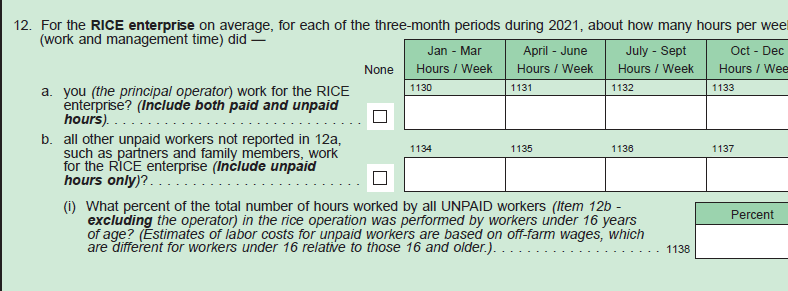 12. For the RICE enterprise on average, for each of the three-month periods during 2021, about how many hours per wee
(work and management time) did —
Jan - Mar April - June July - Sept Oct - Dec
None Hours / Week Hours / Week Hours / Week Hours / Wee
a. you (the principal operator) work for the RICE 1130 1131 1132 1133
enterprise? (Include both paid and unpaid
hours). . . . . . . . . . . . . . . . . . . . . . . . . . . . . .
b. all other unpaid workers not reported in 12a, 1134 1135 1136 1137
such as partners and family members, work
for the RICE enterprise (Include unpaid
hours only)?. . . . . . . . . . . . . . . . . . . . . . . . .
(i) What percent of the total number of hours worked by all UNPAID workers (Item 12b - Percent
excluding the operator) in the rice operation was performed by workers under 16 years
of age? (Estimates of labor costs for unpaid workers are based on off-farm wages, which
are different for workers under 16 relative to those 16 and older.). . . . . . . . . . . . . . . . . . . . 1138